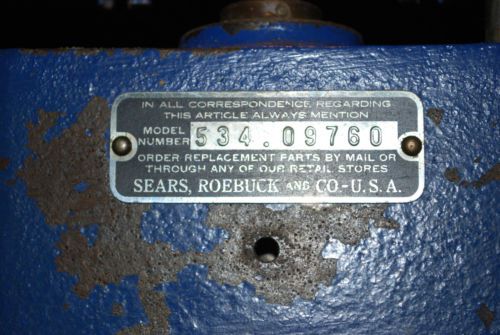 IN ALL CORRESPONDENCE REGARDING
THIS ARTICLE ALWAYS MENTION
MODEL NUMBER 534.09760
ORDER REPLACEMENT PARTS BY MAIL OR
THROUGH ANY OF OUR RETAIL STORES
SEARS, ROEBUCK AND CO-U.S.A.